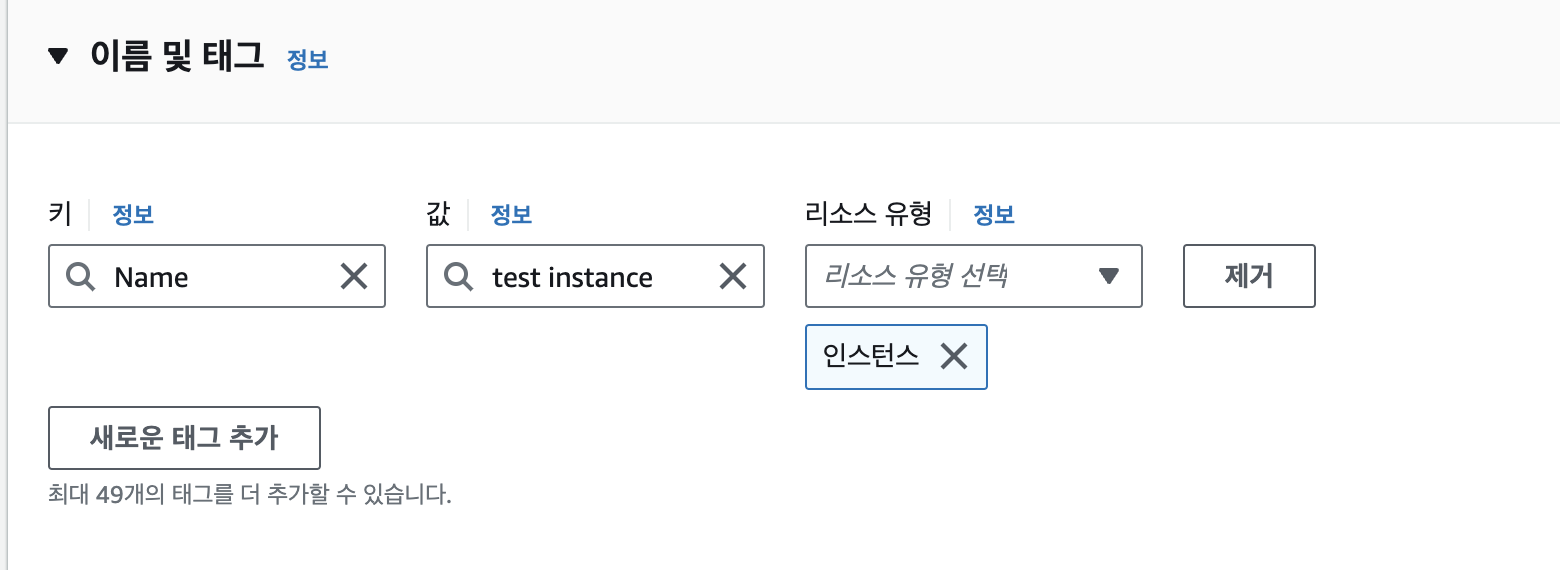 이름 및 태그 정보
키 정보 값 정보 리소스 유형 정보
Name test instance 리소스 유형 선택 제거
인스턴스
새로운 태그 추가
최대 49개의 태그를 더 추가할 수 있습니다.